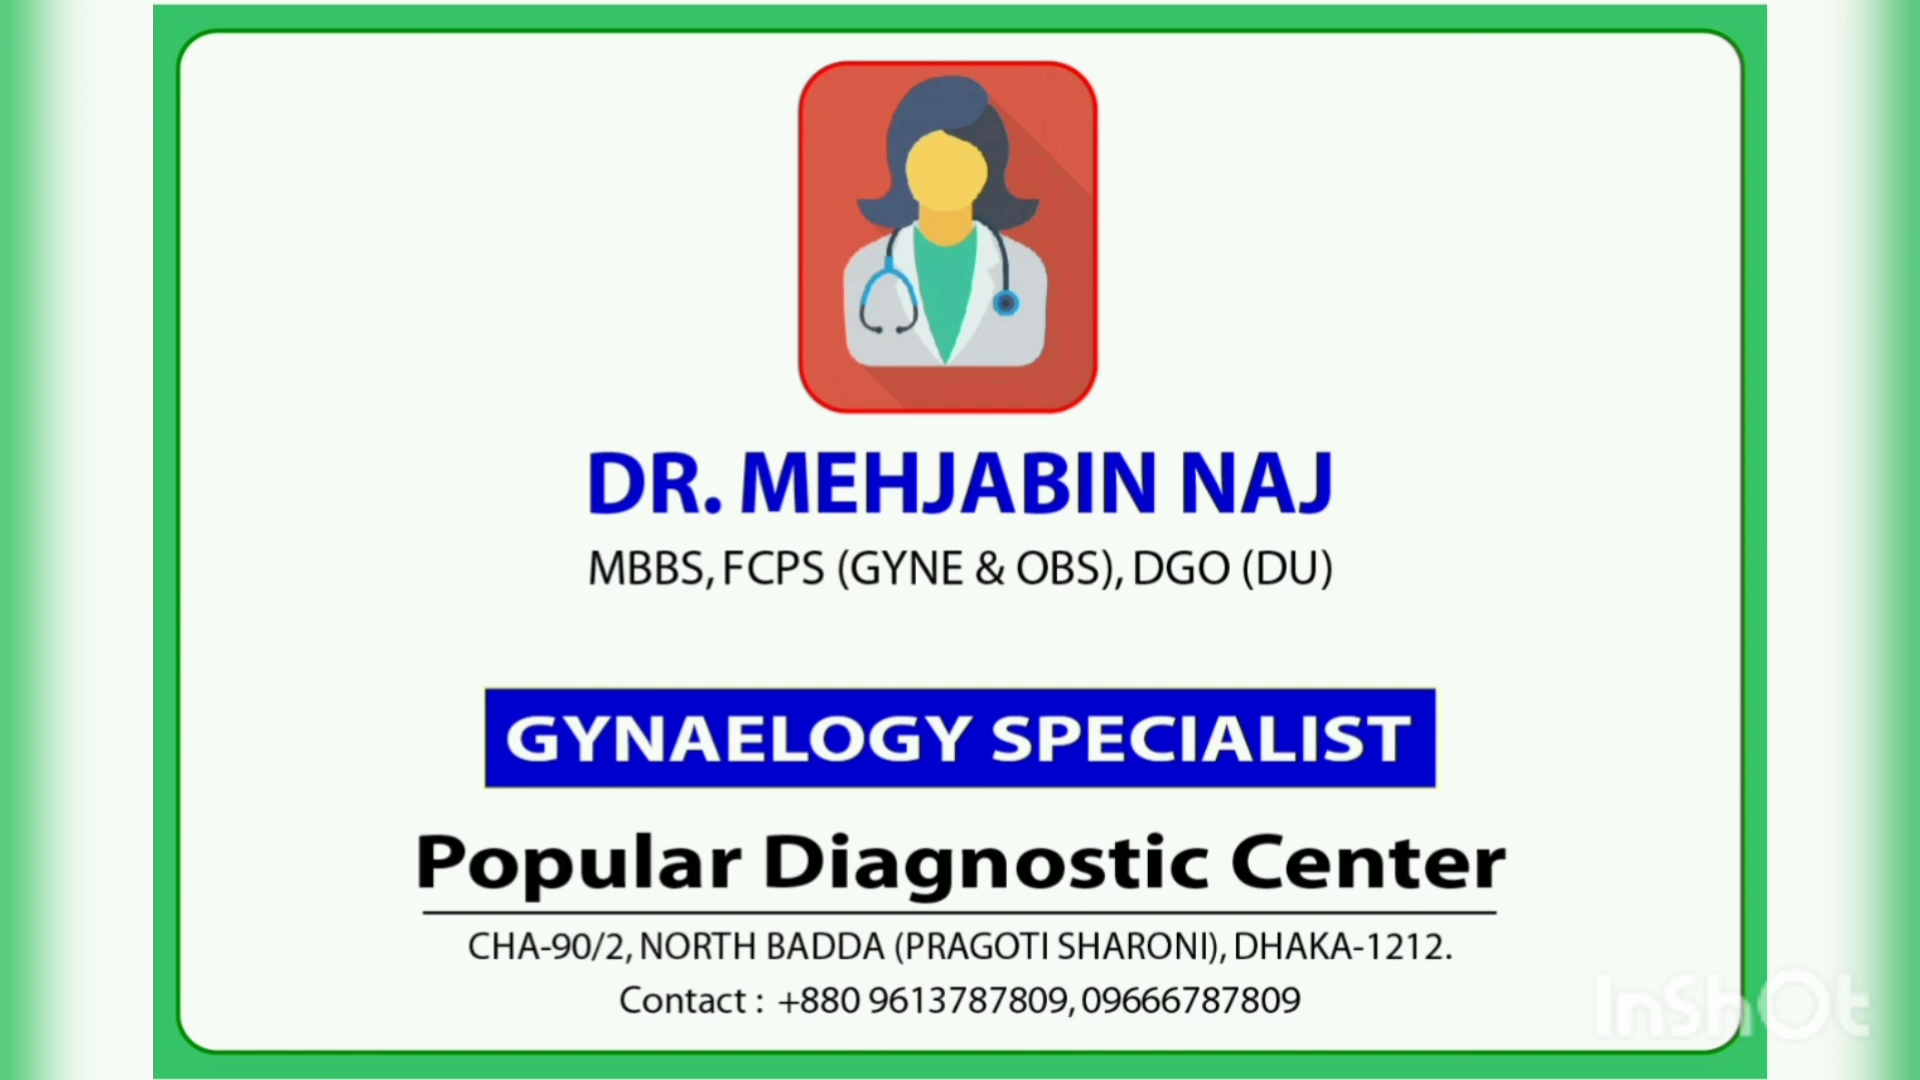 DR. MEHJABIN NAJ
MBBS, FCPS (GYNE & OBS), DGO (DU)
GYNAELOGY SPECIALIST
Popular Diagnostic Center
CHA-90/2, NORTH BADDA (PRAGOTI SHARONI), DHAKA-1212.
Contact : +880 9613787809, 09666787809
InShOt